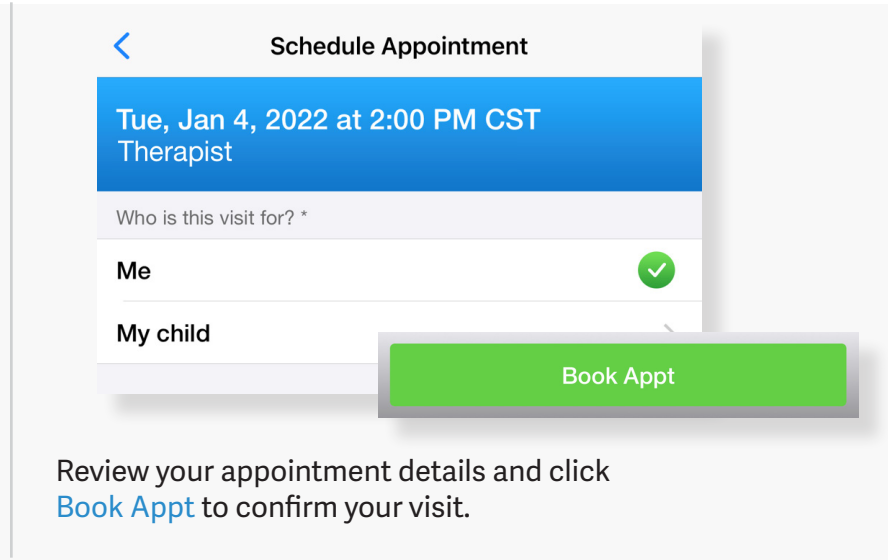 Schedule Appointment
Tue, Jan 4, 2022 at 2:00 PM CST
Therapist
Who is this visit for? *
Me
My child
Book Appt
Review your appointment details and click
Book Appt to confirm your visit.